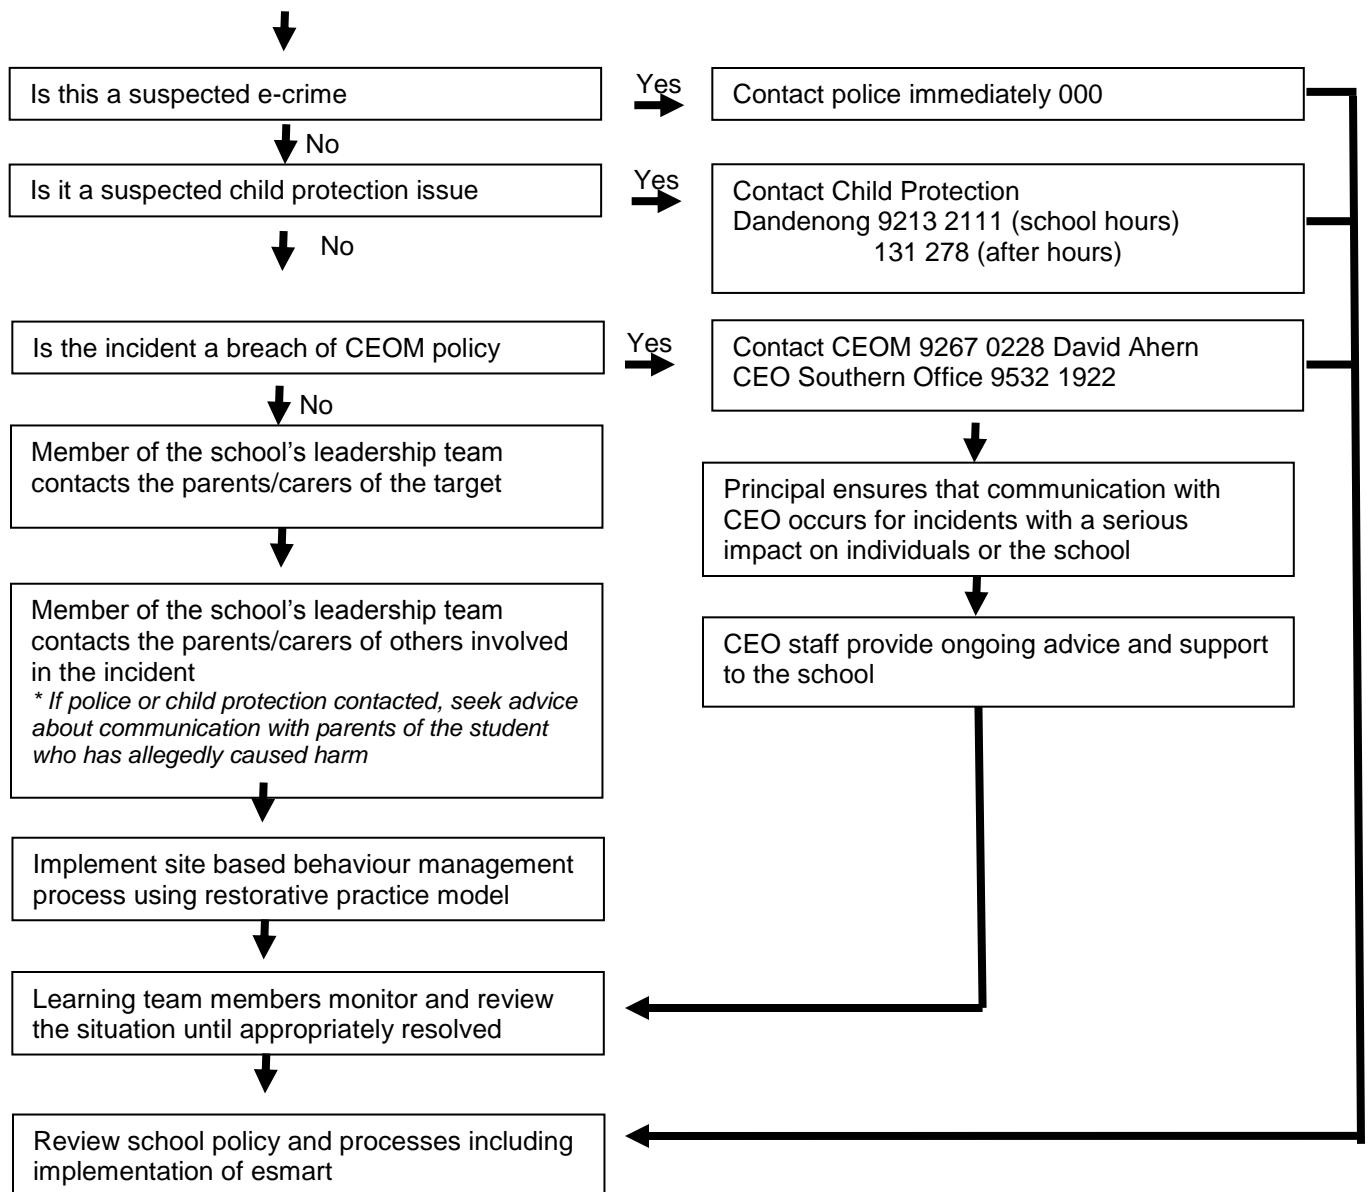 Is this a suspected e-crime
Yes
Contact police immediately 000
No
Is it a suspected child protection issue
Yes
Contact Child Protection
Dandenong 9213 2111 (school hours)
131 278 (after hours)
No
Is the incident a breach of CEOM policy
Yes
Contact CEOM 9267 0228 David Ahern
CEO Southern Office 9532 1922
No
Member of the school’s leadership team
contacts the parents/carers of the target
Principal ensures that communication with
CEO occurs for incidents with a serious
impact on individuals or the school
Member of the school’s leadership team
contacts the parents/carers of others involved
in the incident
* If police or child protection contacted, seek advice
about communication with parents of the student
who has allegedly caused harm
CEO staff provide ongoing advice and support
to the school
Implement site based behaviour management
process using restorative practice model
Learning team members monitor and review
the situation until appropriately resolved
Review school policy and processes including
implementation of esmart